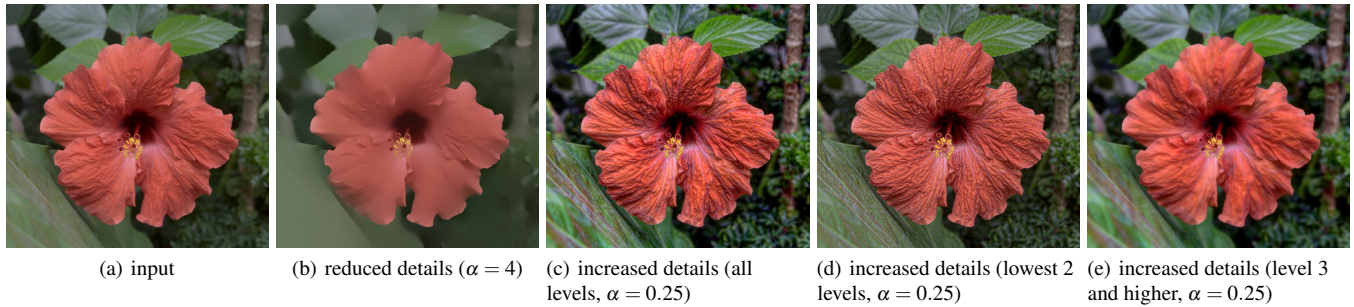 (a) input
(b) reduced details (α = 4)
(c) increased details (all
levels, α = 0.25)
(d) increased details (lowest 2
levels, α = 0.25)
(e) increased details (level 3
and higher, α = 0.25)